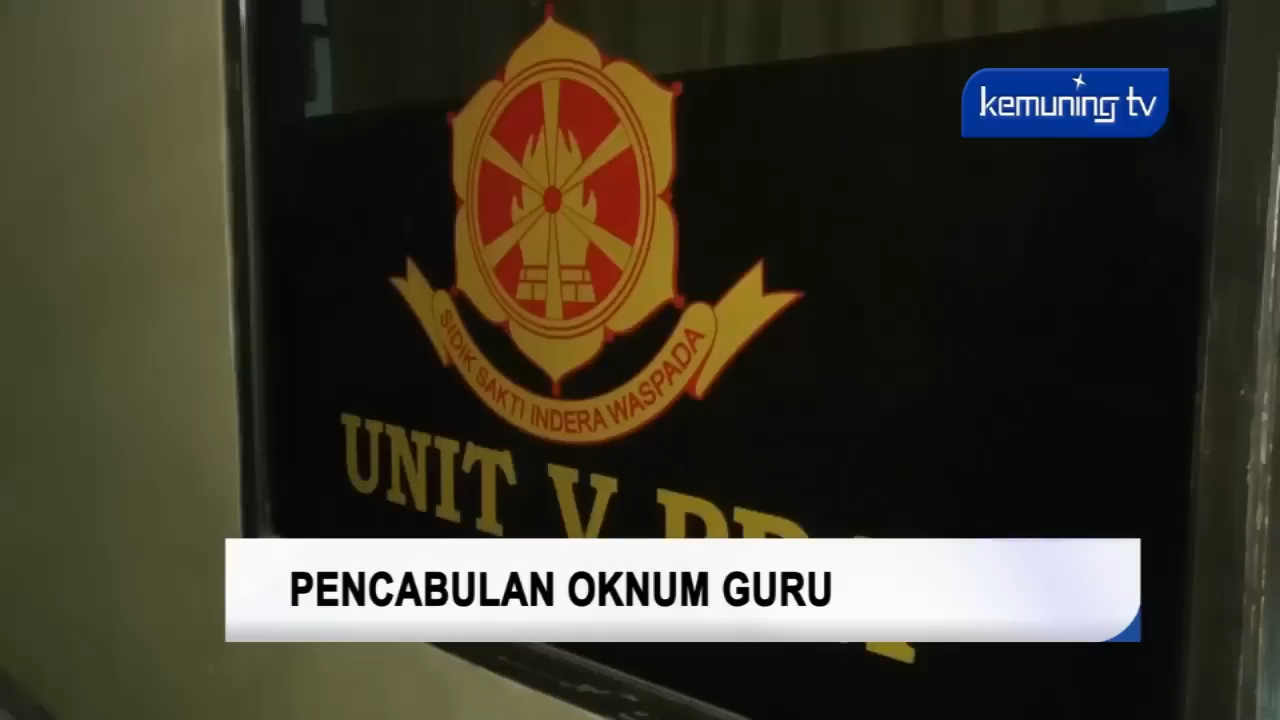 kemuning tv
SIDIK SAKTI INDERA WASPADA
UNIT V
PENCABULAN OKNUM GURU